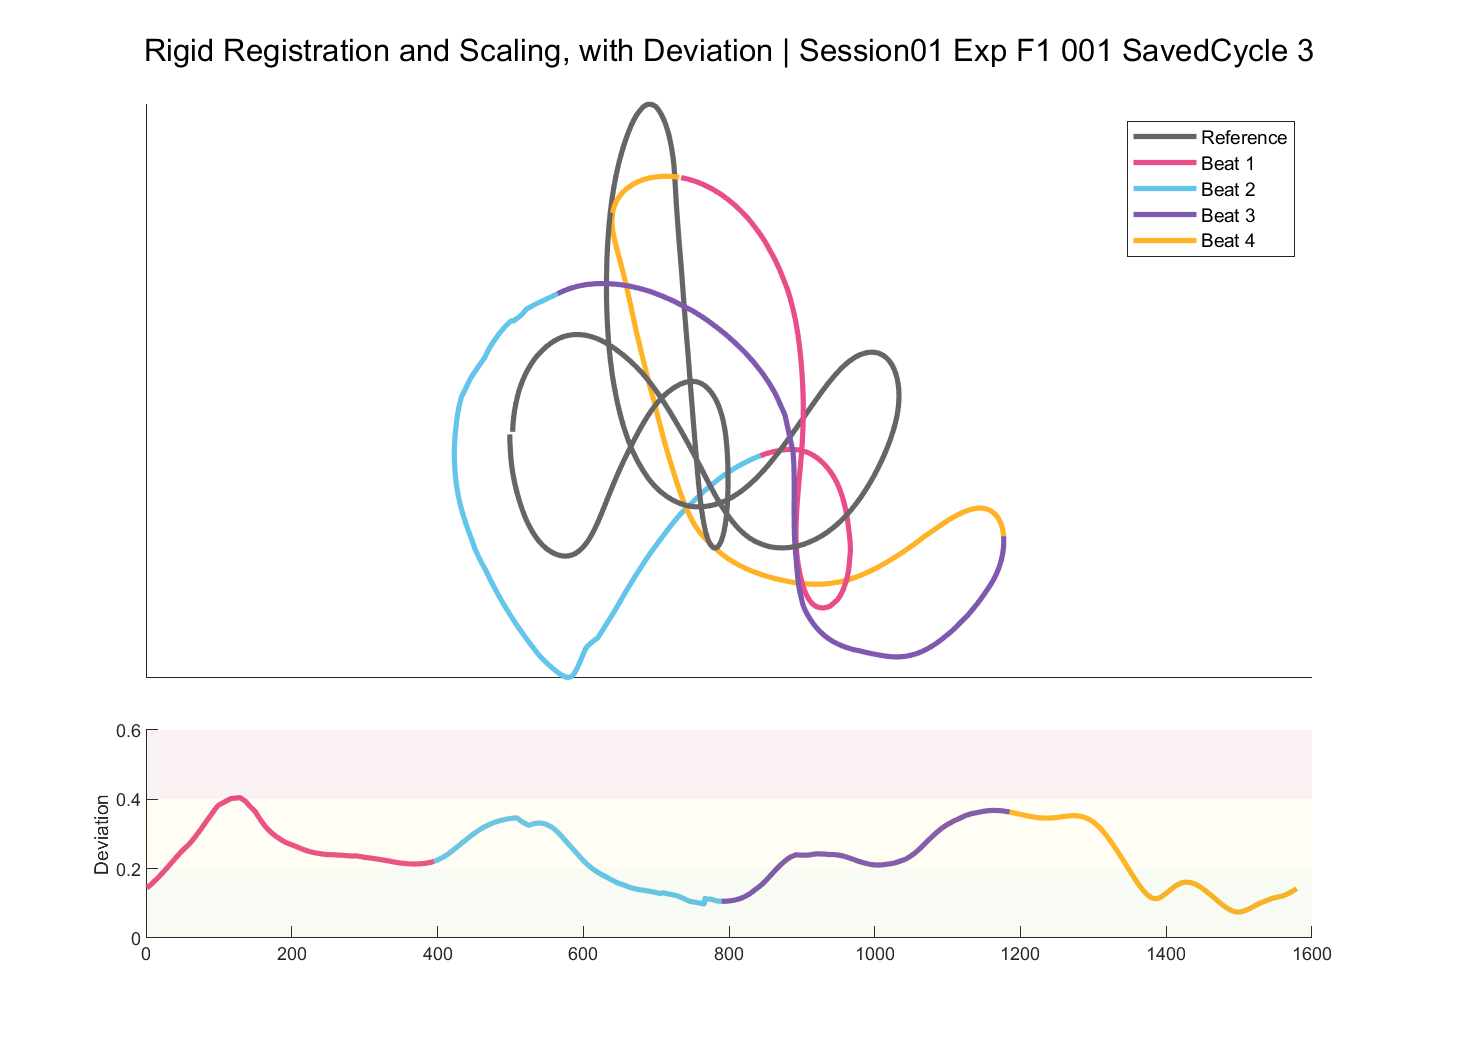 Rigid Registration and Scaling, with Deviation | Session01 Exp F1 001 SavedCycle 3
Reference
Beat 1
Beat 2
Beat 3
Beat 4
0.6
0.4
0.2
0
Deviation
0 200 400 600 800 1000 1200 1400 1600